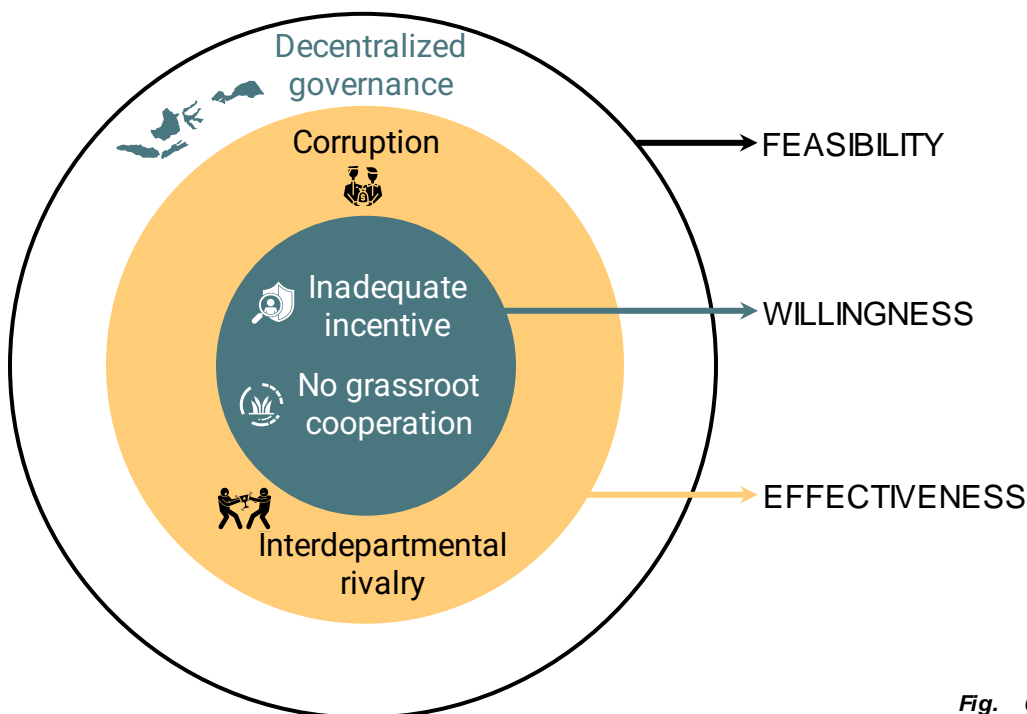 Decentralized
governance
Corruption
FEASIBILITY
Inadequate
incentive
WILLINGNESS
No grassroot
cooperation
EFFECTIVENESS
Interdepartmental
rivalry
Fig.